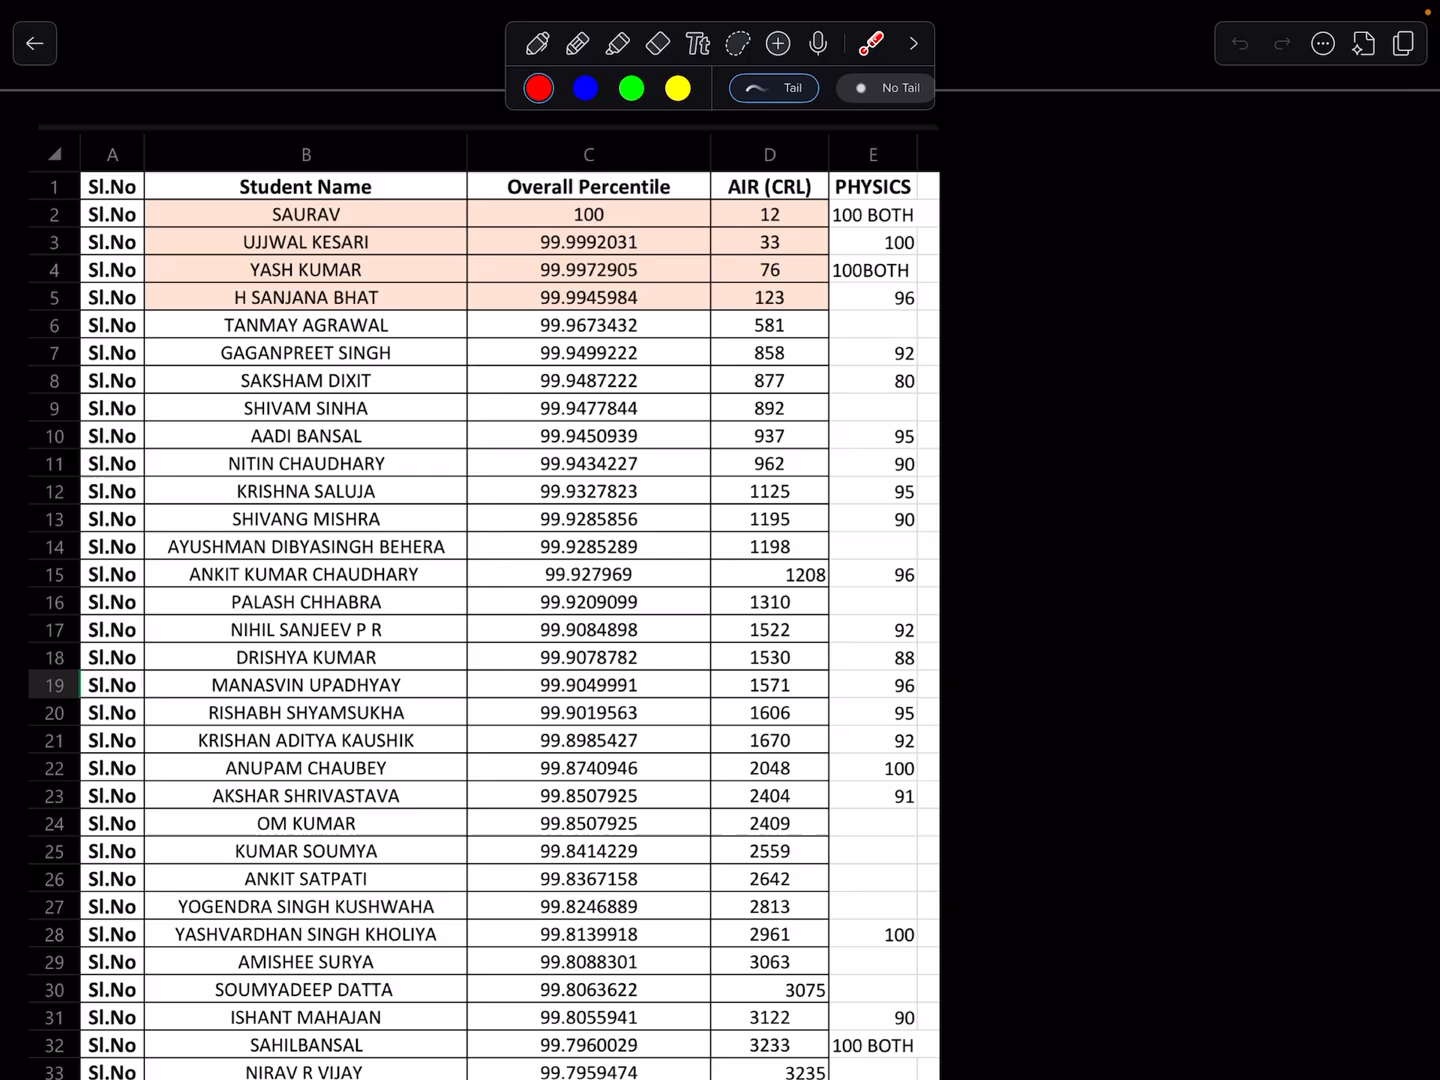 Tt
Tail
No Tail
A B C D E
1 Sl.No Student Name Overall Percentile AIR (CRL) PHYSICS
2 Sl.No SAURAV 100 12 100 BOTH
3 Sl.No UJJWAL KESARI 99.9992031 33 100
4 Sl.No YASH KUMAR 99.9972905 76 100BOTH
5 Sl.No H SANJANA BHAT 99.9945984 123 96
6 Sl.No TANMAY AGRAWAL 99.9673432 581
7 Sl.No GAGANPREET SINGH 99.9499222 858 92
8 Sl.No SAKSHAM DIXIT 99.9487222 877 80
9 Sl.No SHIVAM SINHA 99.9477844 892
10 Sl.No AADI BANSAL 99.9450939 937 95
11 Sl.No NITIN CHAUDHARY 99.9434227 962 90
12 Sl.No KRISHNA SALUJA 99.9327823 1125 95
13 Sl.No SHIVANG MISHRA 99.9285856 1195 90
14 Sl.No AYUSHMAN DIBYASINGH BEHERA 99.9285289 1198
15 Sl.No ANKIT KUMAR CHAUDHARY 99.927969 1208 96
16 Sl.No PALASH CHHABRA 99.9209099 1310
17 Sl.No NIHIL SANJEEV P R 99.9084898 1522 92
18 Sl.No DRISHYA KUMAR 99.9078782 1530 88
19 Sl.No MANASVIN UPADHYAY 99.9049991 1571 96
20 Sl.No RISHABH SHYAMSUKHA 99.9019563 1606 95
21 Sl.No KRISHAN ADITYA KAUSHIK 99.8985427 1670 92
22 Sl.No ANUPAM CHAUBEY 99.8740946 2048 100
23 Sl.No AKSHAR SHRIVASTAVA 99.8507925 2404 91
24 Sl.No OM KUMAR 99.8507925 2409
25 Sl.No KUMAR SOUMYA 99.8414229 2559
26 Sl.No ANKIT SATPATI 99.8367158 2642
27 Sl.No YOGENDRA SINGH KUSHWAHA 99.8246889 2813
28 Sl.No YASHVARDHAN SINGH KHOLIYA 99.8139918 2961 100
29 Sl.No AMISHEE SURYA 99.8088301 3063
30 Sl.No SOUMYADEEP DATTA 99.8063622 3075
31 Sl.No ISHANT MAHAJAN 99.8055941 3122 90
32 Sl.No SAHILBANSAL 99.7960029 3233 100 BOTH
33 Sl.No NIRAV R VIJAY 99.7959474 3235